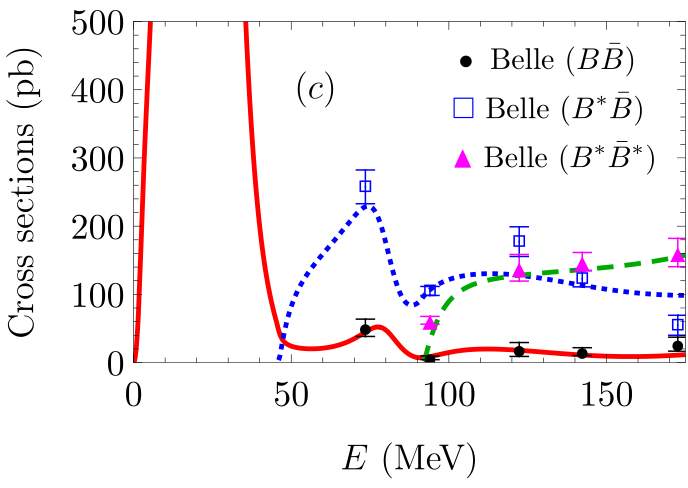 500
400
300
200
100
0
Cross sections (pb)
(c)
Belle (BB̄)
Belle (B*B̄)
Belle (B*B̄*)
0 50 100 150
E (MeV)